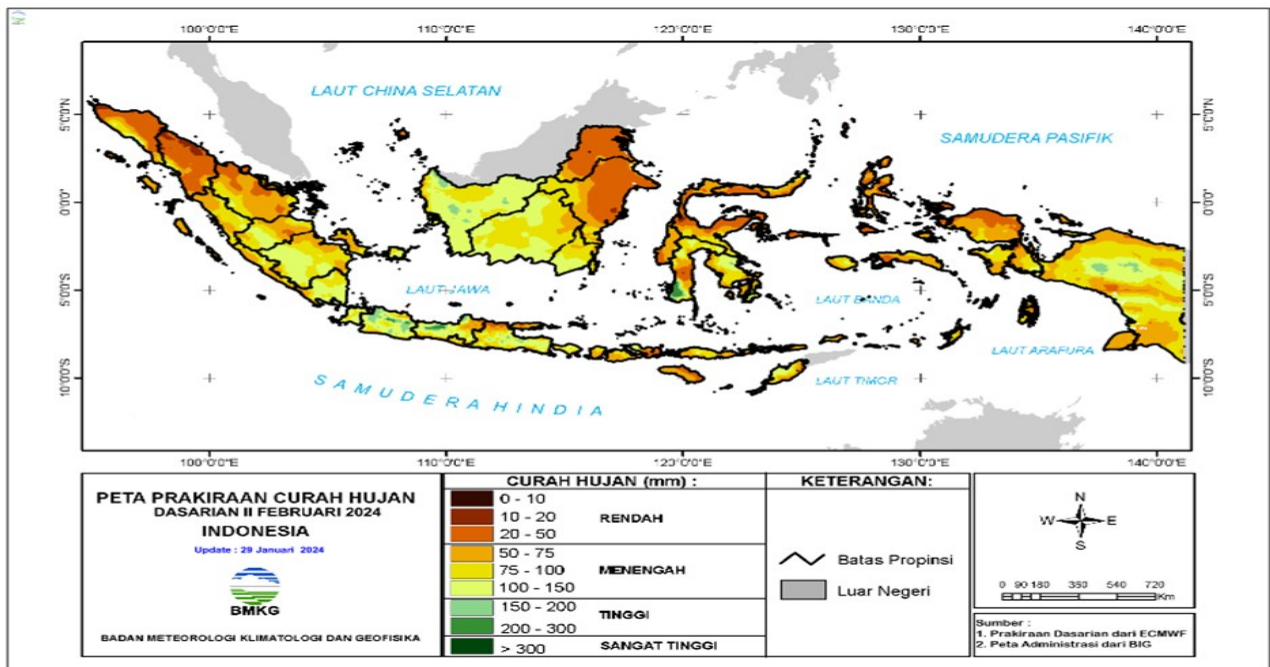 100°0'0"E 110°0'0"E 120°0'0"E 130°0'0"E 140°0'0"E
LAUT CHINA SELATAN
SAMUDERA PASIFIK
5°0'0"N 5°0'0"N
0°0'0" 0°0'0"
5°0'0"S 5°0'0"S
10°0'0"S 10°0'0"S
LAUT JAWA
LAUT BANDA
LAUT ARAFURA
LAUT TIMOR
SAMUDERA HINDIA
100°0'0"E 110°0'0"E 120°0'0"E 130°0'0"E 140°0'0"E
PETA PRAKIRAAN CURAH HUJAN
DASARIAN II FEBRUARI 2024
INDONESIA
Update : 29 Januari 2024
BMKG
BADAN METEOROLOGI KLIMATOLOGI DAN GEOFISIKA
CURAH HUJAN (mm) :
0 - 10
10 - 20 RENDAH
20 - 50
50 - 75
75 - 100 MENENGAH
100 - 150
150 - 200 TINGGI
200 - 300
> 300 SANGAT TINGGI
KETERANGAN:
Batas Propinsi
Luar Negeri
N
W E
S
0 90 180 360 540 720
Km
Sumber :
1. Prakiraan Dasarian dari ECMWF
2. Peta Administrasi dari BIG